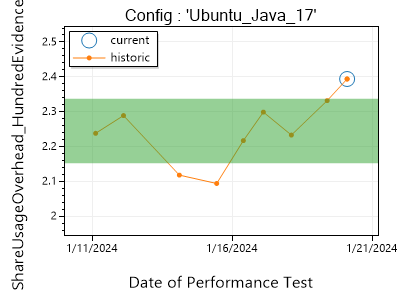 Config : 'Ubuntu_Java_17'
ShareUsageOverhead_HundredEvidence
current
historic
2.5
2.4
2.3
2.2
2.1
2
1/11/2024
1/16/2024
1/21/2024
Date of Performance Test